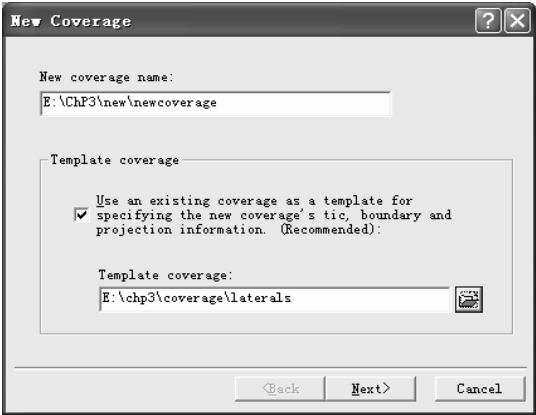 New Coverage
New coverage name:
E:\ChP3\new\newcoverage
Template coverage
Use an existing coverage as a template for
specifying the new coverage's tic, boundary and
projection information. (Recommended):
Template coverage:
E:\chp3\coverage\laterals
<Back Next> Cancel